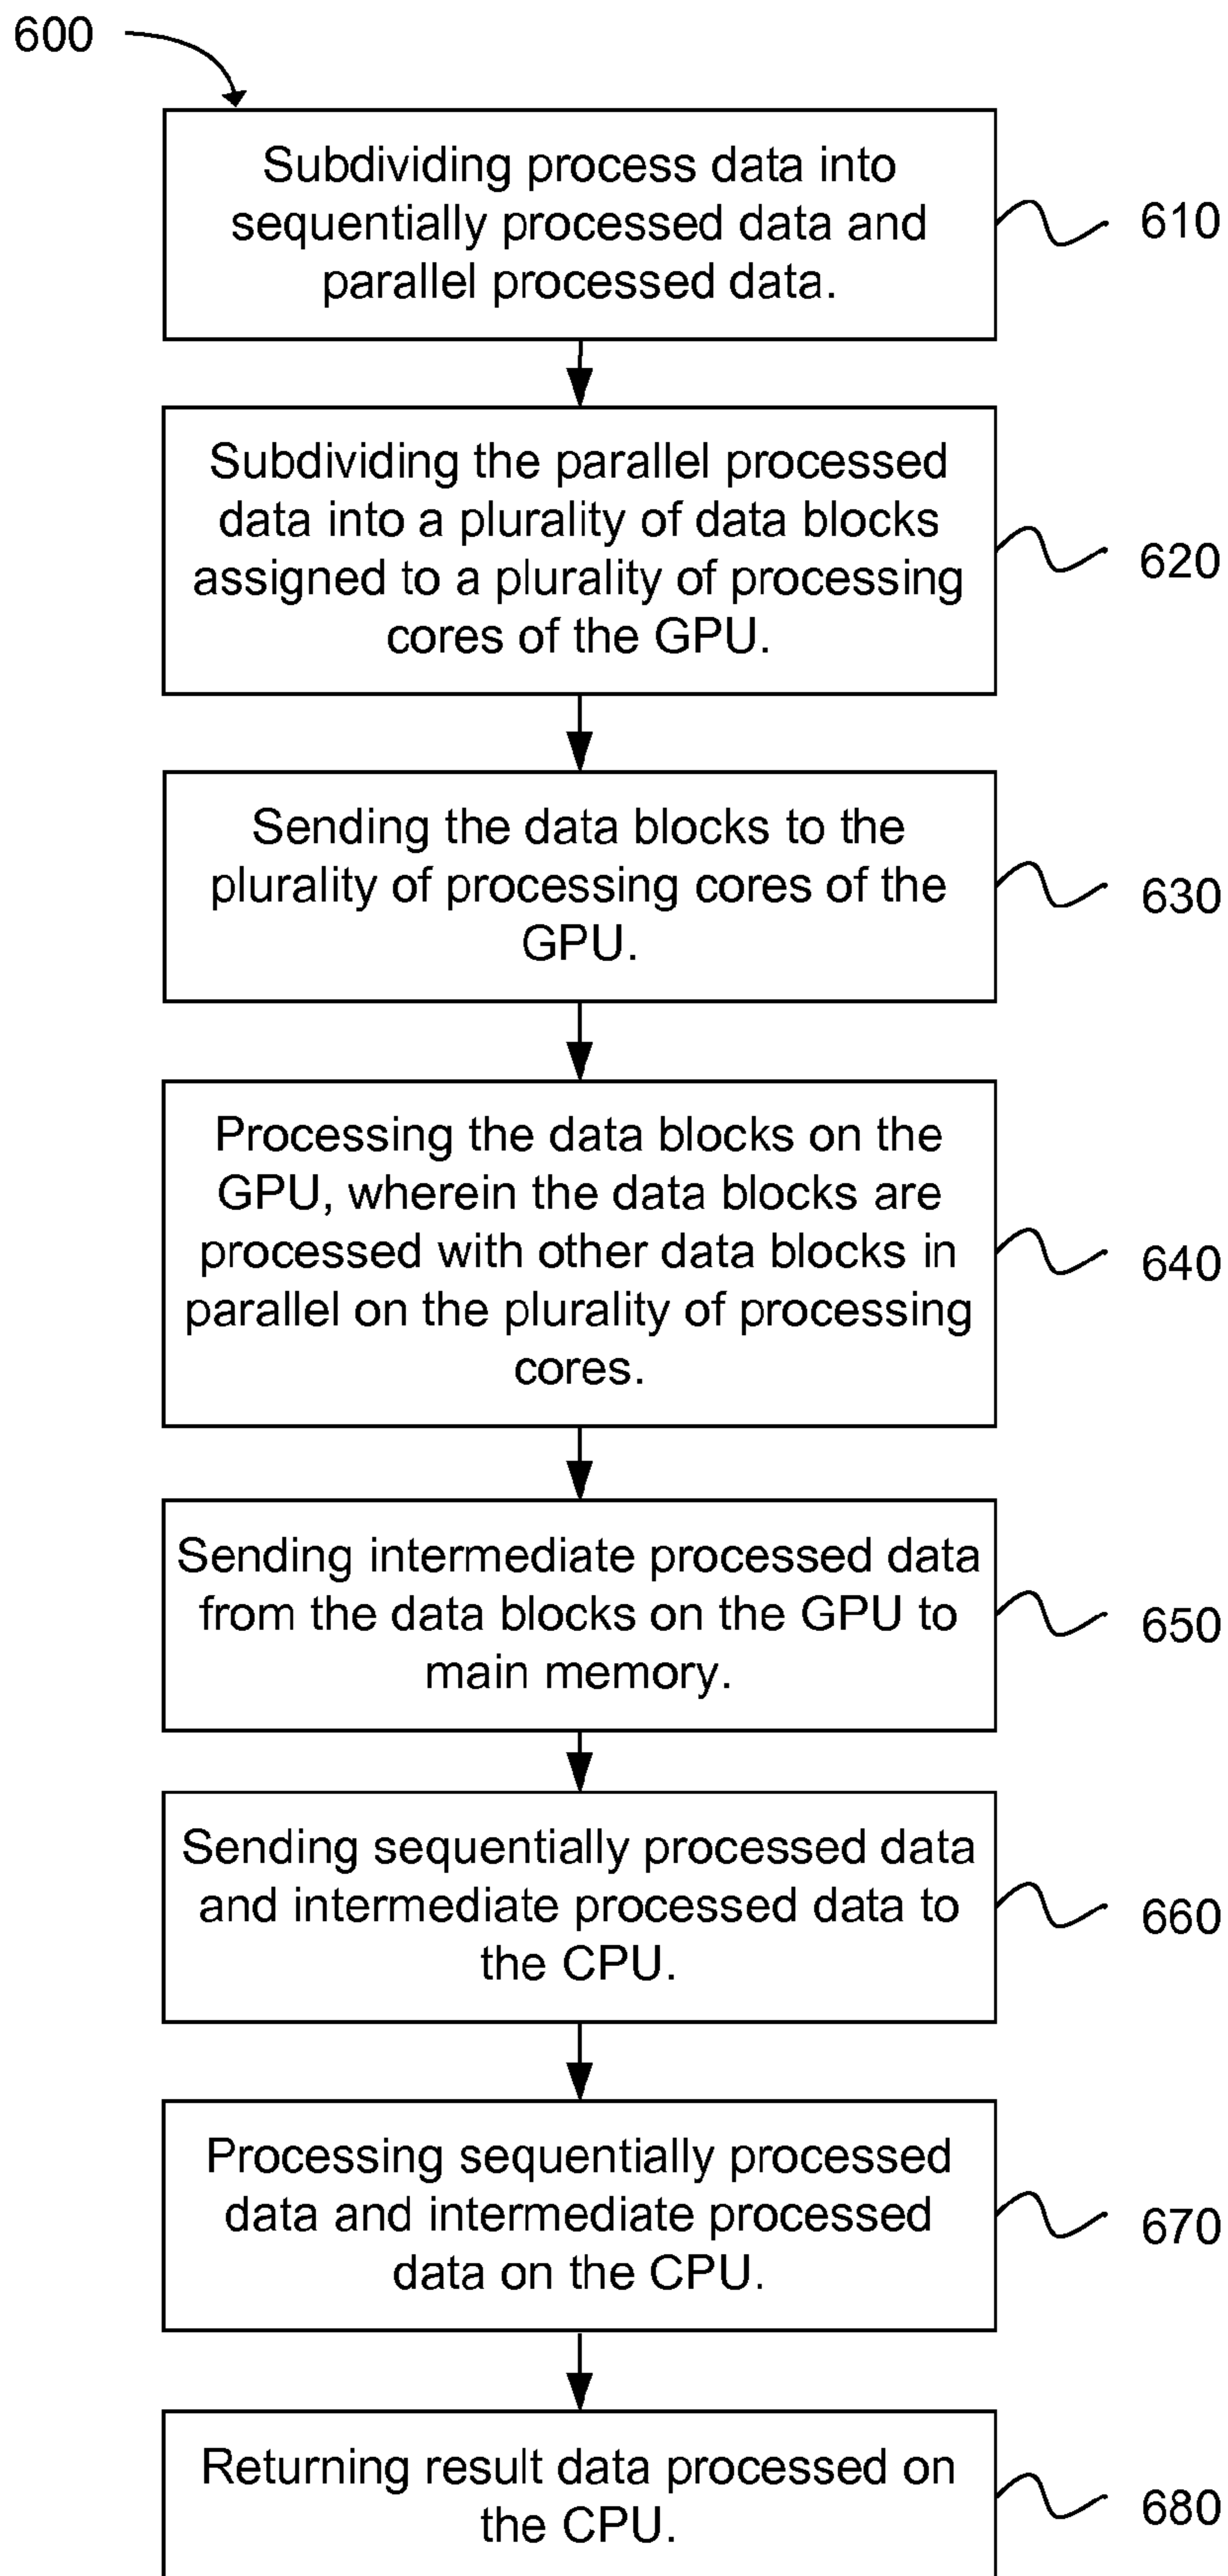 600
Subdividing process data into
sequentially processed data and
parallel processed data.
610
Subdividing the parallel processed
data into a plurality of data blocks
assigned to a plurality of processing
cores of the GPU.
620
Sending the data blocks to the
plurality of processing cores of the
GPU.
630
Processing the data blocks on the
GPU, wherein the data blocks are
processed with other data blocks in
parallel on the plurality of processing
cores.
640
Sending intermediate processed data
from the data blocks on the GPU to
main memory.
650
Sending sequentially processed data
and intermediate processed data to
the CPU.
660
Processing sequentially processed
data and intermediate processed
data on the CPU.
670
Returning result data processed on
the CPU.
680